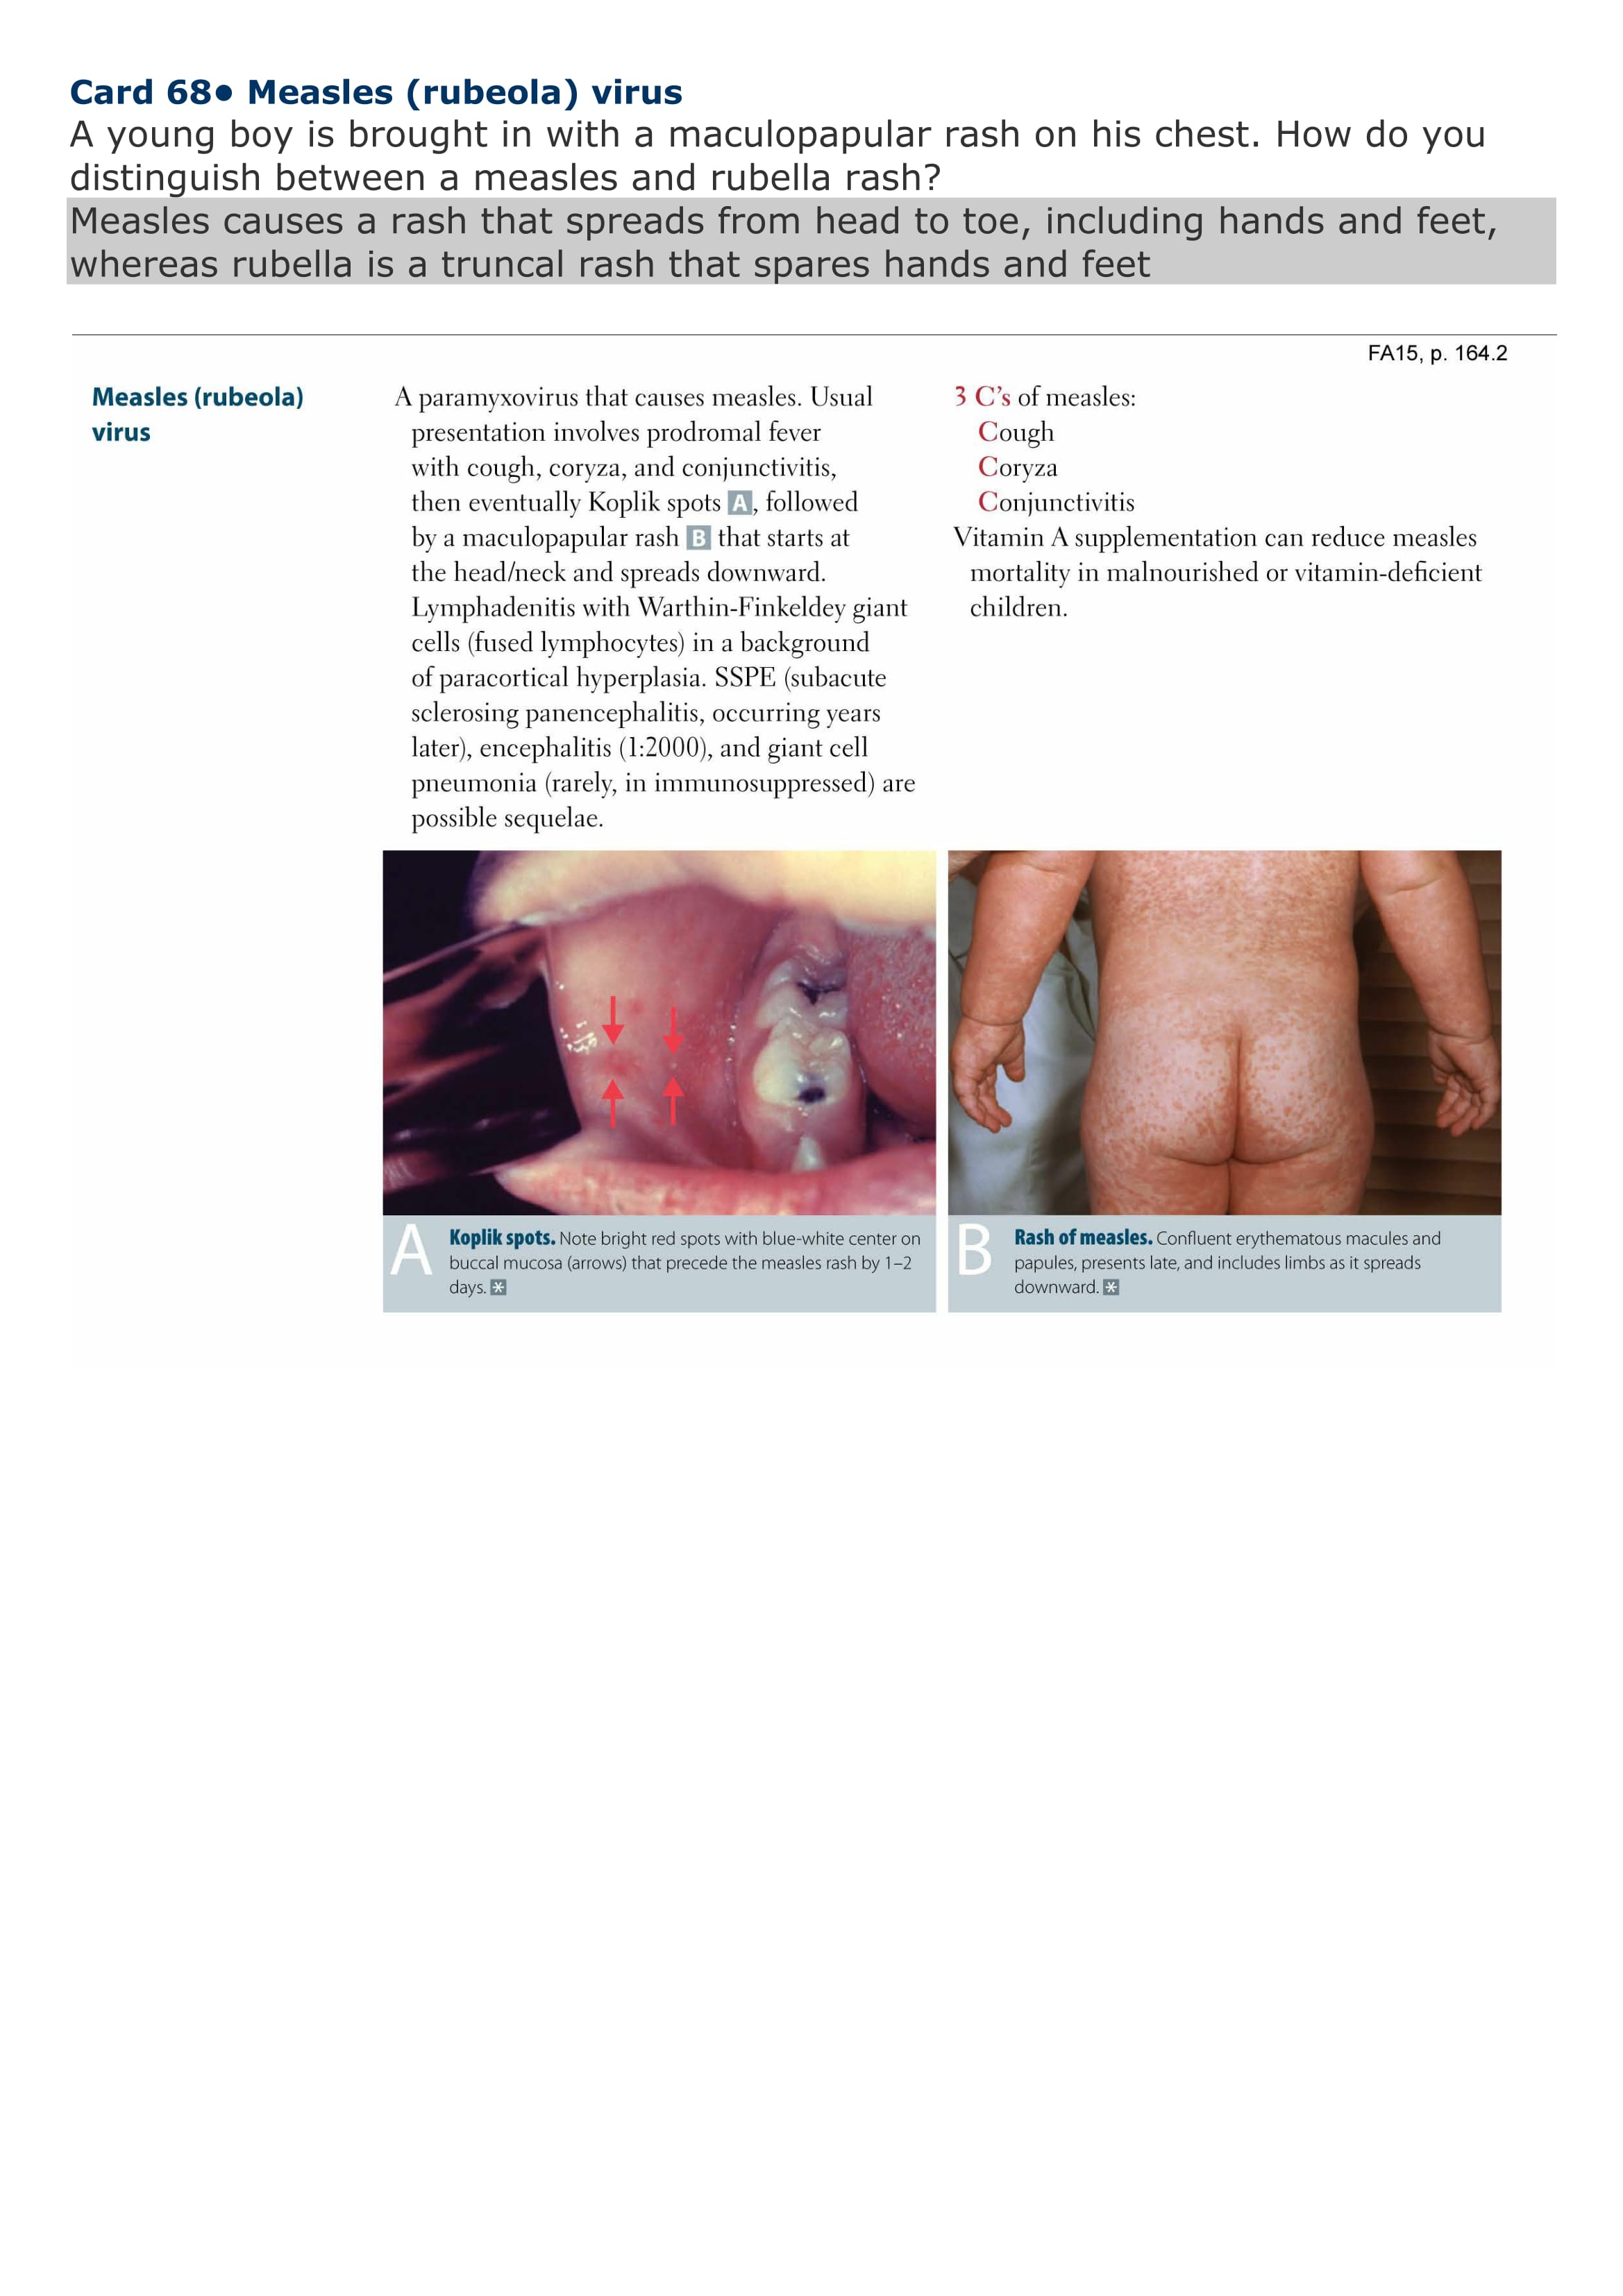 Card 68● Measles (rubeola) virus
A young boy is brought in with a maculopapular rash on his chest. How do you
distinguish between a measles and rubella rash?
Measles causes a rash that spreads from head to toe, including hands and feet,
whereas rubella is a truncal rash that spares hands and feet
FA15, p. 164.2
Measles (rubeola)
virus
A paramyxovirus that causes measles. Usual
presentation involves prodromal fever
with cough, coryza, and conjunctivitis,
then eventually Koplik spots A, followed
by a maculopapular rash B that starts at
the head/neck and spreads downward.
Lymphadenitis with Warthin-Finkeldey giant
cells (fused lymphocytes) in a background
of paracortical hyperplasia. SSPE (subacute
sclerosing panencephalitis, occurring years
later), encephalitis (1:2000), and giant cell
pneumonia (rarely, in immunosuppressed) are
possible sequelae.
3 C's of measles:
Cough
Coryza
Conjunctivitis
Vitamin A supplementation can reduce measles
mortality in malnourished or vitamin-deficient
children.
A
Koplik spots. Note bright red spots with blue-white center on
buccal mucosa (arrows) that precede the measles rash by 1–2
days. *
B
Rash of measles. Confluent erythematous macules and
papules, presents late, and includes limbs as it spreads
downward. *